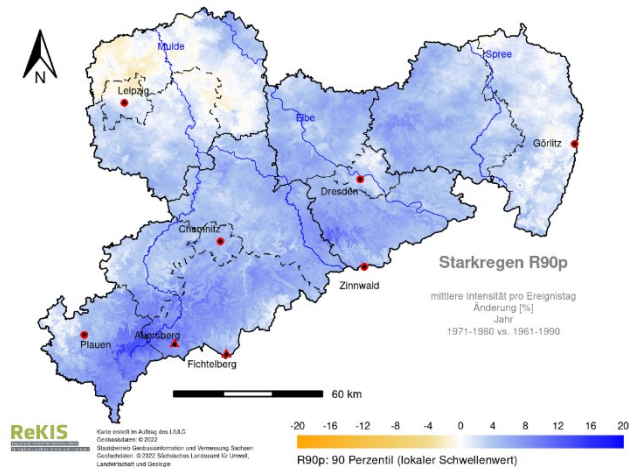 Mulde
Spree
N
Leipzig
Elbe
Görlitz
Dresden
Chemnitz
Starkregen R90p
Zinnwald
mittlere Intensität pro Ereignistag
Änderung [%]
Jahr
1971-1980 vs. 1961-1990
Auersberg
Plauen
Fichtelberg
60 km
ReKIS
Karte erstellt im Auftrag des LfULG
Geobasisdaten: © 2022
Staatsbetrieb Geobasisinformation und Vermessung Sachsen
Geofachdaten: © 2022 Sächsisches Landesamt für Umwelt,
Landwirtschaft und Geologie
-20 -16 -12 -8 -4 0 4 8 12 16 20
R90p: 90 Perzentil (lokaler Schwellenwert)